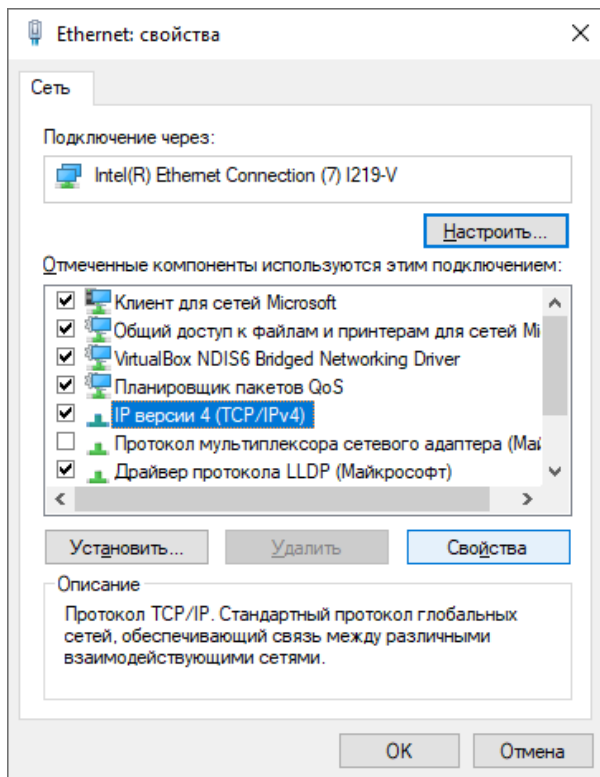 Ethernet: свойства
Сеть
Подключение через:
Intel(R) Ethernet Connection (7) I219-V
Настроить...
Отмеченные компоненты используются этим подключением:
Клиент для сетей Microsoft
Общий доступ к файлам и принтерам для сетей Mi
VirtualBox NDIS6 Bridged Networking Driver
Планировщик пакетов QoS
IP версии 4 (TCP/IPv4)
Протокол мультиплексора сетевого адаптера (Май
Драйвер протокола LLDP (Майкрософт)
Установить... Удалить Свойства
Описание
Протокол TCP/IP. Стандартный протокол глобальных
сетей, обеспечивающий связь между различными
взаимодействующими сетями.
OK Отмена